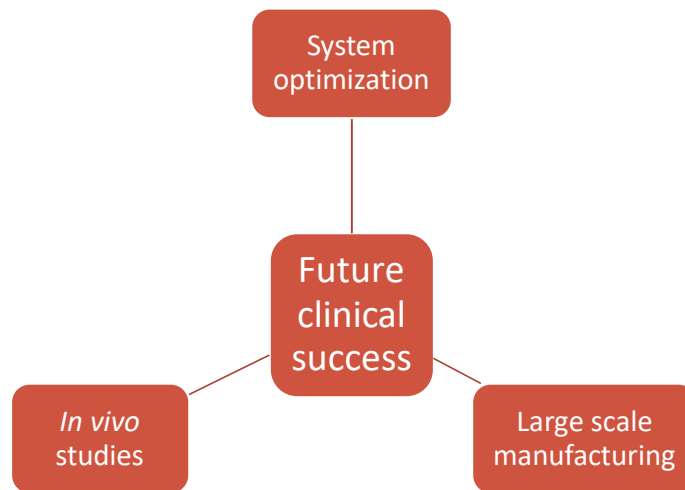 System
optimization
Future
clinical
success
In vivo
studies
Large scale
manufacturing